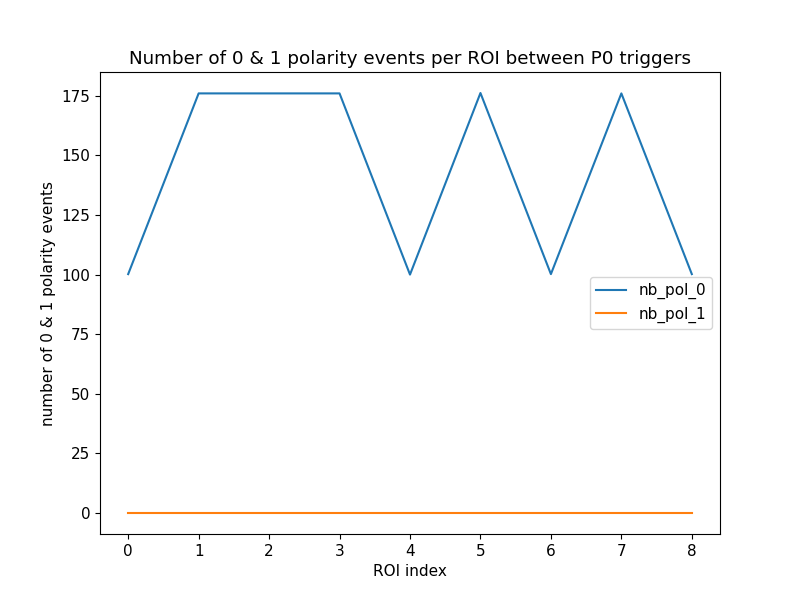 Number of 0 & 1 polarity events per ROI between P0 triggers
175
150
125
100
75
50
25
0
number of 0 & 1 polarity events
nb_pol_0
nb_pol_1
0 1 2 3 4 5 6 7 8
ROI index